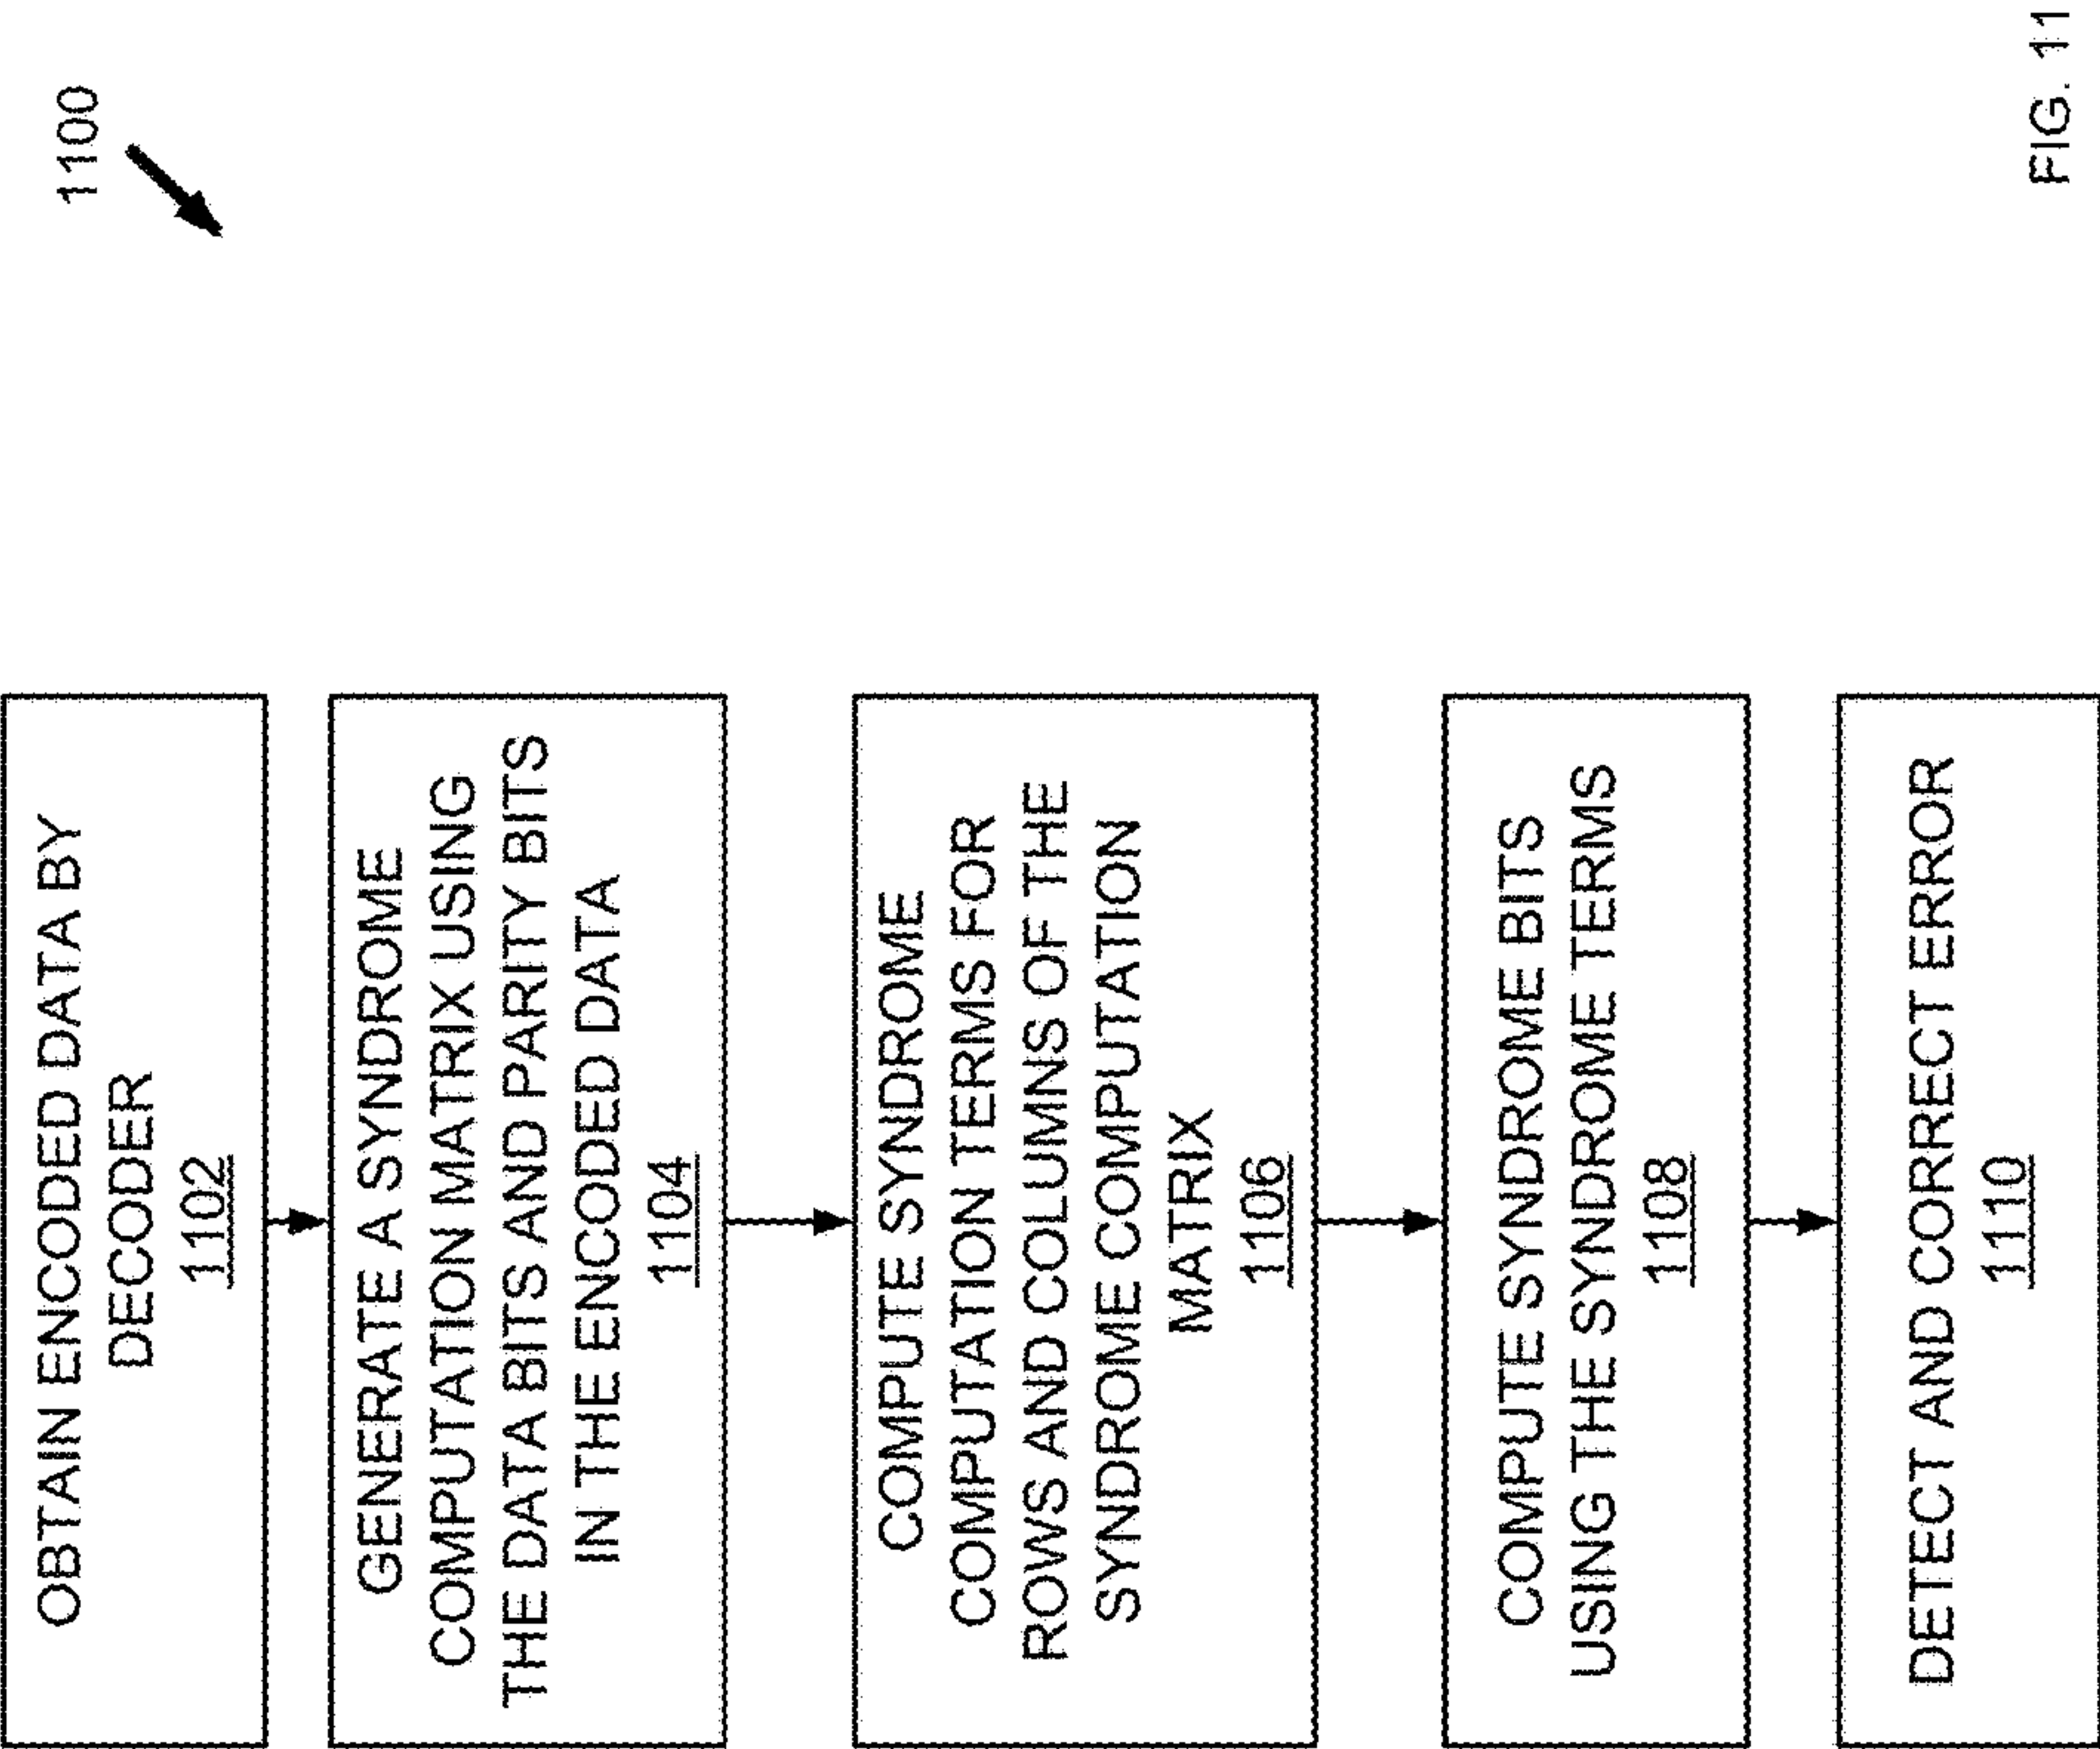 1100
OBTAIN ENCODED DATA BY
DECODER
1102
GENERATE A SYNDROME
COMPUTATION MATRIX USING
THE DATA BITS AND PARITY BITS
IN THE ENCODED DATA
1104
COMPUTE SYNDROME
COMPUTATION TERMS FOR
ROWS AND COLUMNS OF THE
SYNDROME COMPUTATION
MATRIX
1106
COMPUTE SYNDROME BITS
USING THE SYNDROME TERMS
1108
DETECT AND CORRECT ERROR
1110
FIG. 11